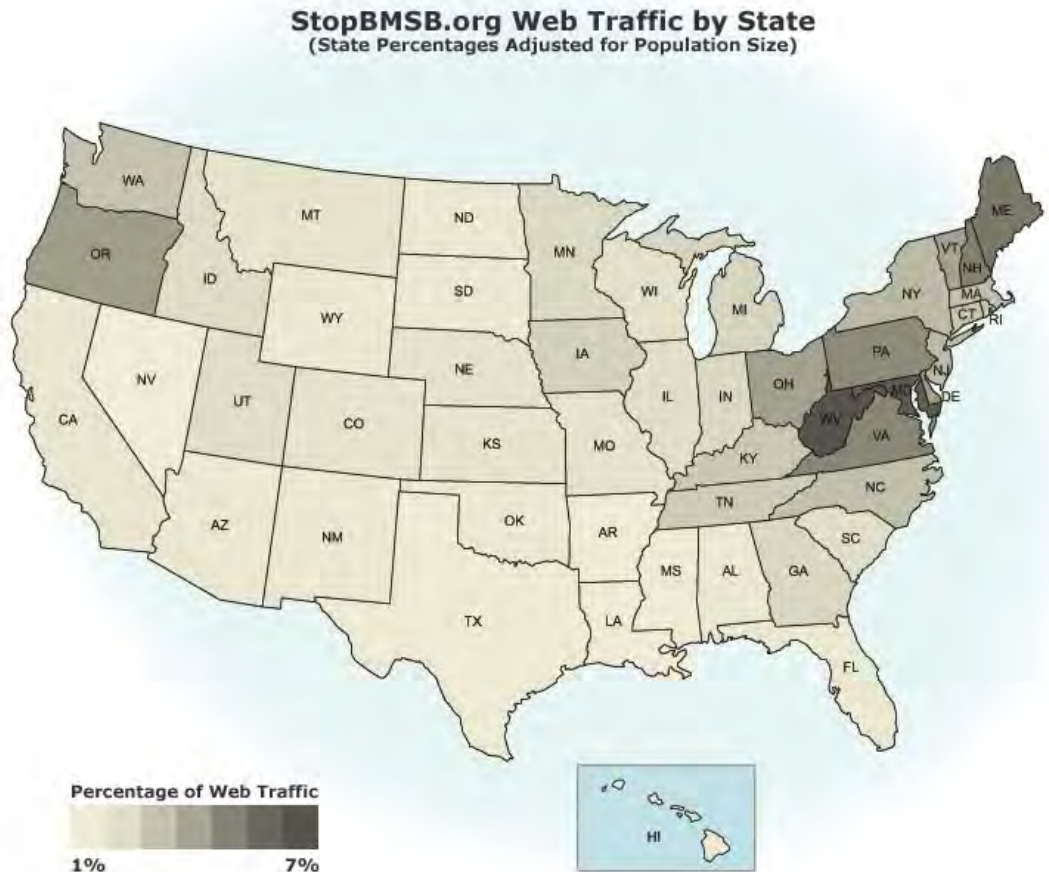 StopBMSB.org Web Traffic by State
(State Percentages Adjusted for Population Size)
WA
MT
ND
MN
ME
VT
NH
OR
ID
SD
WI
MI
NY
MA
CT
RI
WY
IA
PA
NJ
NV
NE
IL
IN
OH
MD
DE
UT
CO
WV
VA
CA
KS
MO
KY
NC
TN
AZ
NM
OK
AR
SC
MS
AL
GA
TX
LA
FL
HI
Percentage of Web Traffic
1% 7%